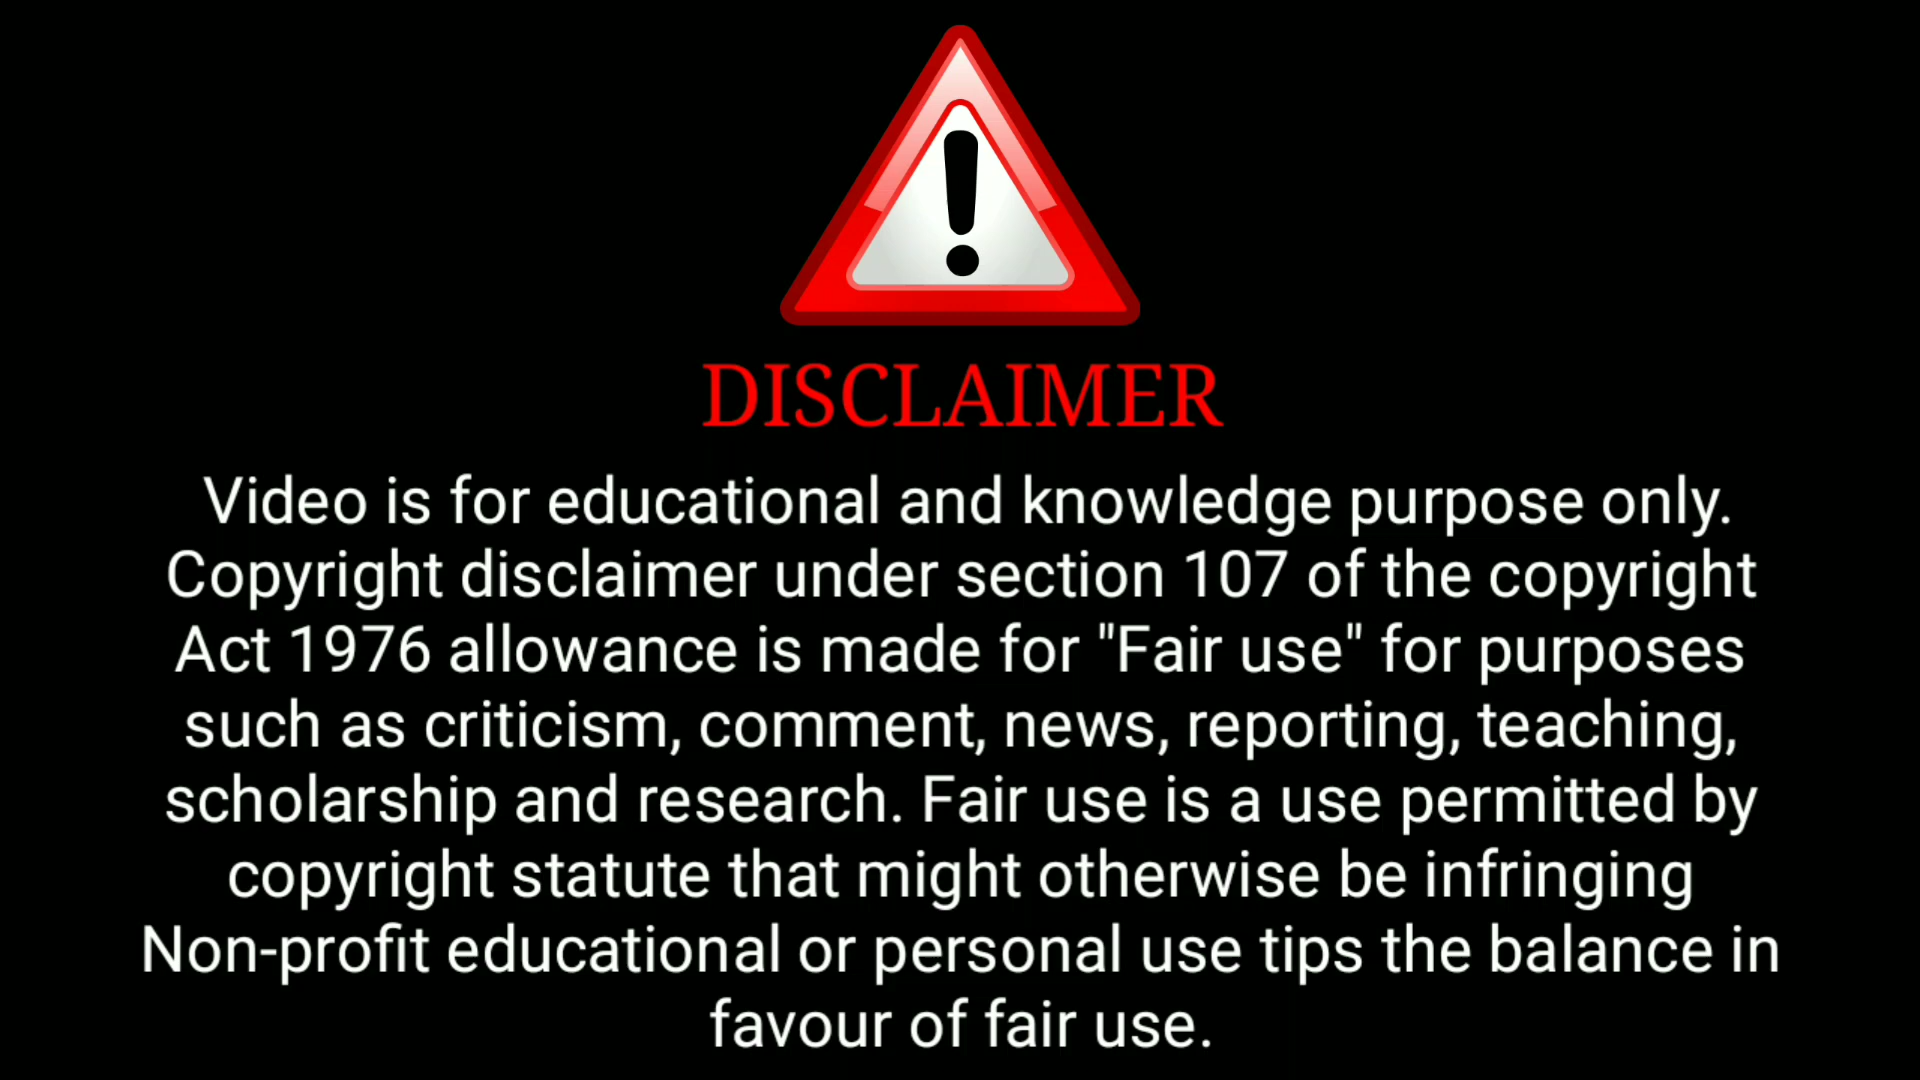 DISCLAIMER
Video is for educational and knowledge purpose only.
Copyright disclaimer under section 107 of the copyright
Act 1976 allowance is made for "Fair use" for purposes
such as criticism, comment, news, reporting, teaching,
scholarship and research. Fair use is a use permitted by
copyright statute that might otherwise be infringing
Non-profit educational or personal use tips the balance in
favour of fair use.